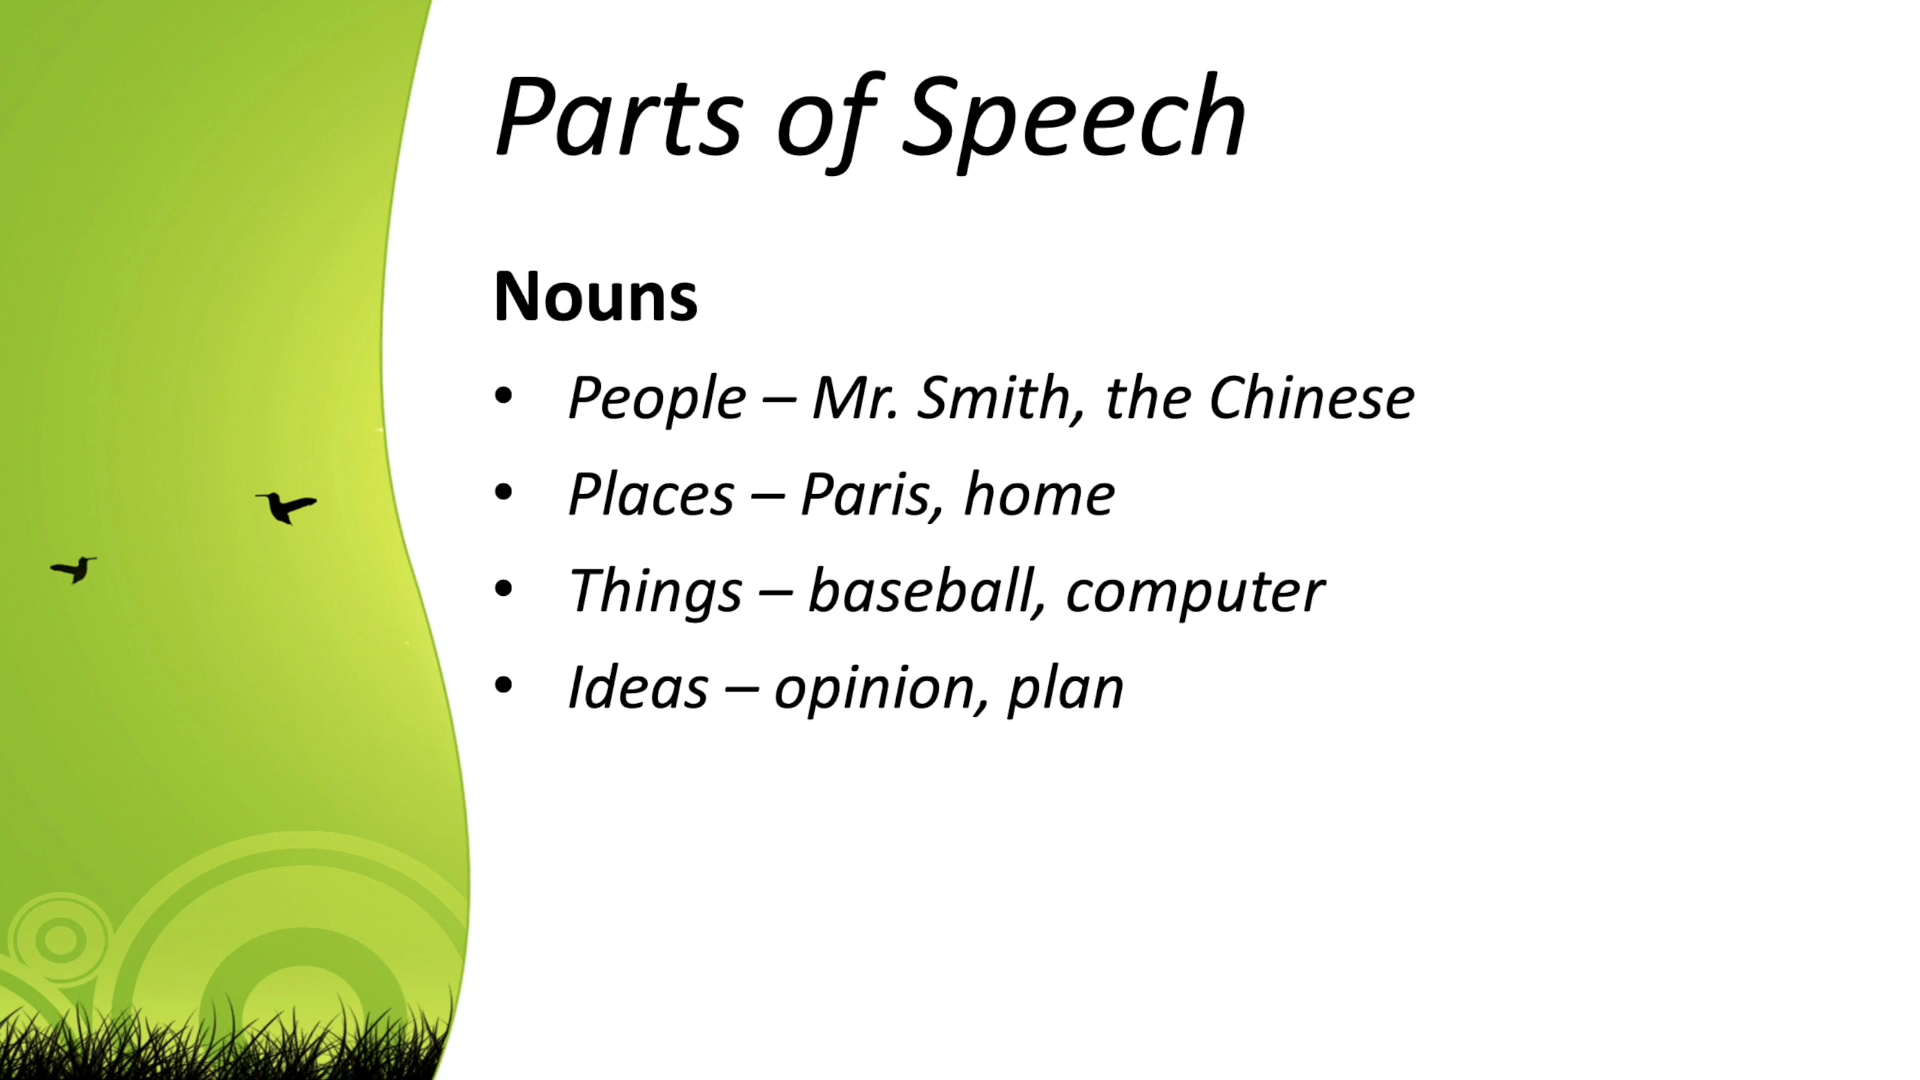 Parts of Speech
Nouns
• People – Mr. Smith, the Chinese
• Places – Paris, home
• Things – baseball, computer
• Ideas – opinion, plan